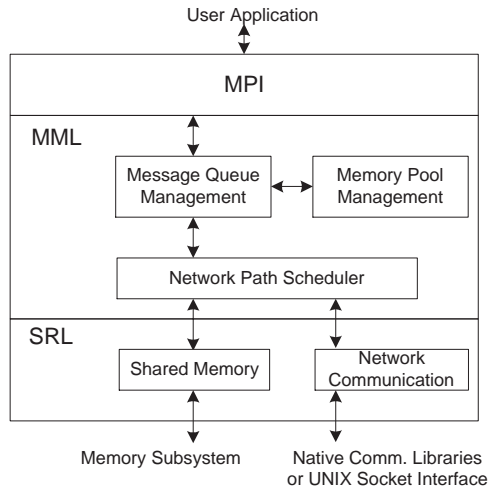 User Application
MPI
MML
Message Queue
Management
Memory Pool
Management
Network Path Scheduler
SRL
Shared Memory
Network
Communication
Memory Subsystem
Native Comm. Libraries
or UNIX Socket Interface